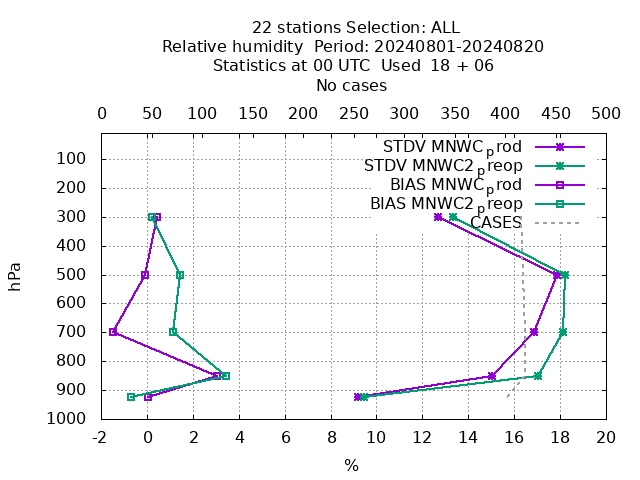 22 stations Selection: ALL
Relative humidity  Period: 20240801-20240820
Statistics at 00 UTC  Used  18 + 06
No cases
0 50 100 150 200 250 300 350 400 450 500
STDV MNWC_prod
STDV MNWC2_preop
BIAS MNWC_prod
BIAS MNWC2_preop
CASES
hPa
100
200
300
400
500
600
700
800
900
1000
-2 0 2 4 6 8 10 12 14 16 18 20
%